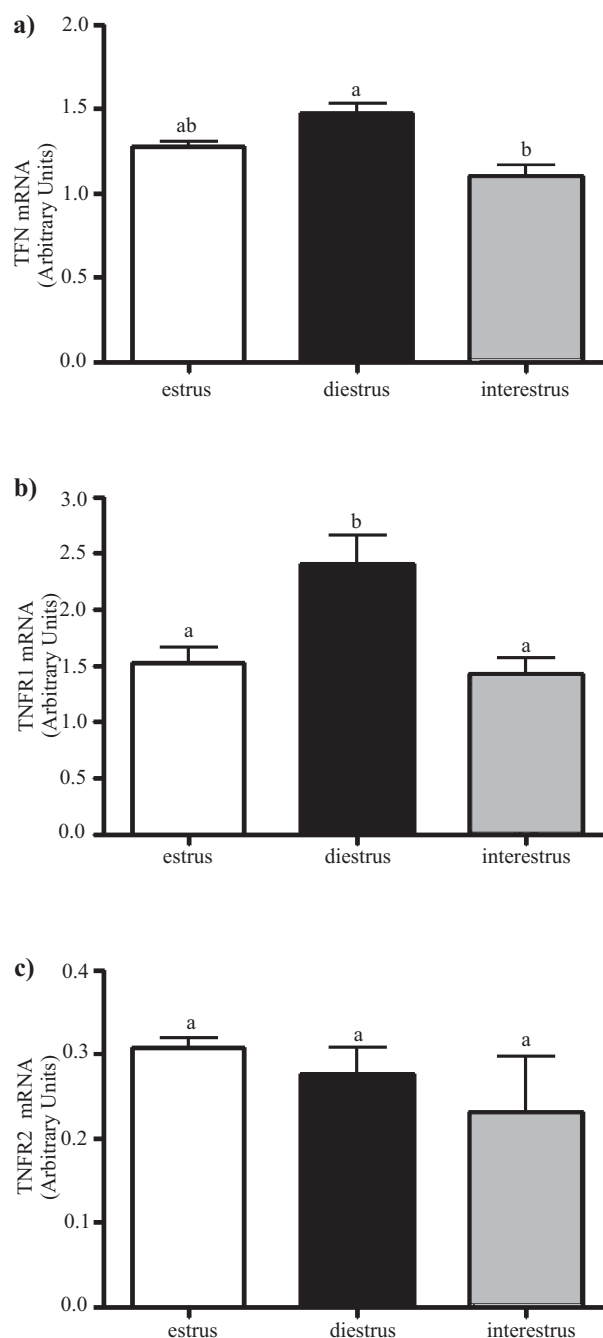 a)
2.0
1.5
1.0
0.5
0.0
TFN mRNA
(Arbitrary Units)
ab
a
b
estrus
diestrus
interestrus
b)
3.0
2.5
2.0
1.5
1.0
0.5
0.0
TNFR1 mRNA
(Arbitrary Units)
a
b
a
estrus
diestrus
interestrus
c)
0.4
0.3
0.2
0.1
0.0
TNFR2 mRNA
(Arbitrary Units)
a
a
a
estrus
diestrus
interestrus